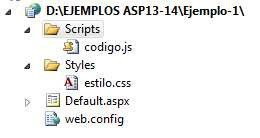 D:\EJEMPLOS ASP13-14\Ejemplo-1\
Scripts
codigo.js
Styles
estilo.css
Default.aspx
web.config